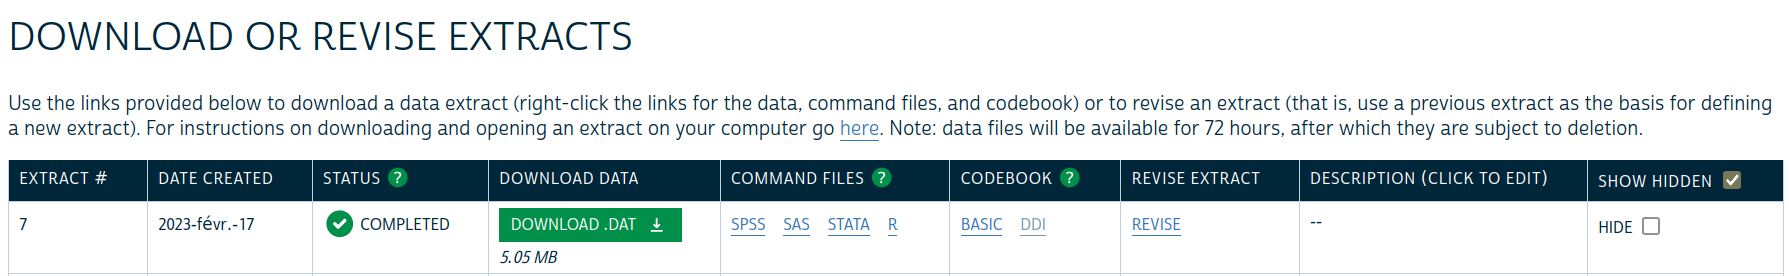 DOWNLOAD OR REVISE EXTRACTS
Use the links provided below to download a data extract (right-click the links for the data, command files, and codebook) or to revise an extract (that is, use a previous extract as the basis for defining
a new extract). For instructions on downloading and opening an extract on your computer go here. Note: data files will be available for 72 hours, after which they are subject to deletion.
EXTRACT # DATE CREATED STATUS ? DOWNLOAD DATA COMMAND FILES ? CODEBOOK ? REVISE EXTRACT DESCRIPTION (CLICK TO EDIT) SHOW HIDDEN
7 2023-févr.-17 COMPLETED DOWNLOAD .DAT SPSS SAS STATA R BASIC DDI REVISE -- HIDE
5.05 MB